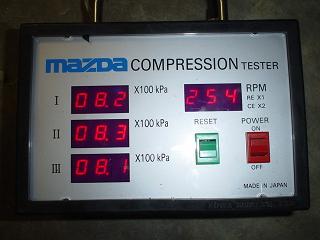 mazda COMPRESSION TESTER
I 08.2 X100 kPa
254 RPM
RE X1
CE X2
II 08.3 X100 kPa
RESET POWER
ON
III 08.1 X100 kPa
OFF
MADE IN JAPAN